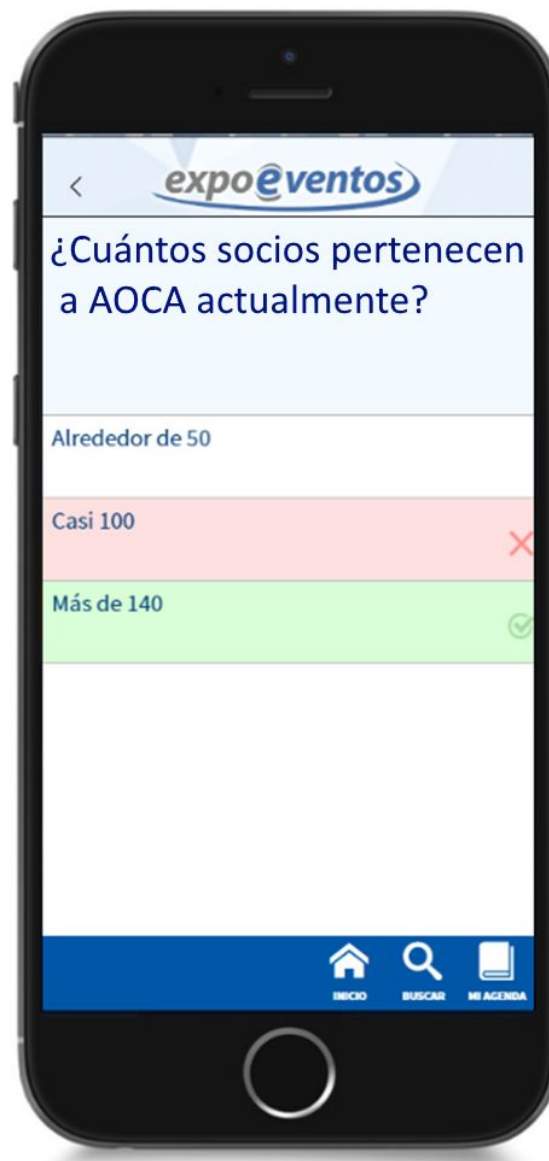 expoeventos
¿Cuántos socios pertenecen
a AOCA actualmente?
Alrededor de 50
Casi 100
Más de 140
INICIO BUSCAR MI AGENDA